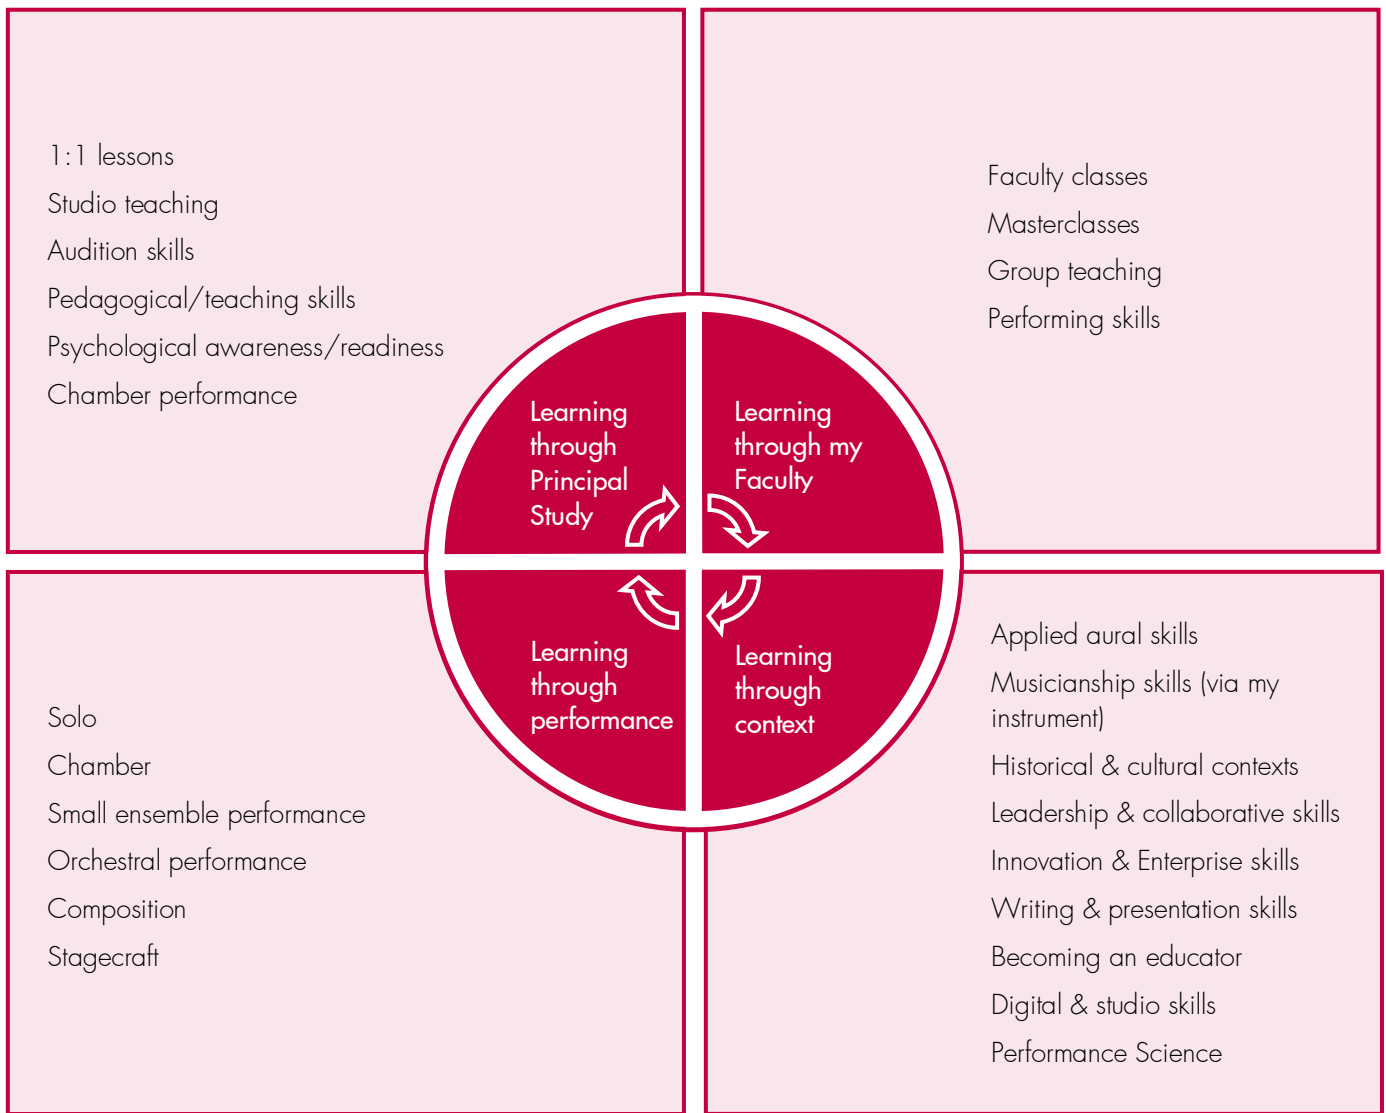 1:1 lessons
Studio teaching
Audition skills
Pedagogical/teaching skills
Psychological awareness/readiness
Chamber performance
Faculty classes
Masterclasses
Group teaching
Performing skills
Learning
through
Principal
Study
Learning
through my
Faculty
Learning
through
performance
Learning
through
context
Solo
Chamber
Small ensemble performance
Orchestral performance
Composition
Stagecraft
Applied aural skills
Musicianship skills (via my
instrument)
Historical & cultural contexts
Leadership & collaborative skills
Innovation & Enterprise skills
Writing & presentation skills
Becoming an educator
Digital & studio skills
Performance Science